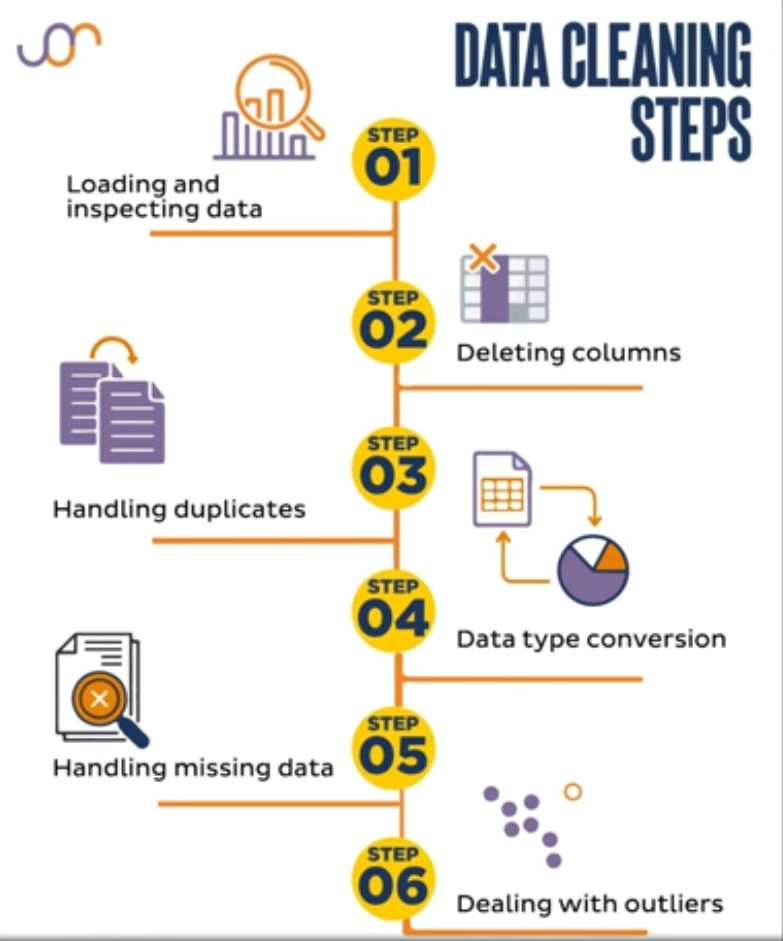 DATA CLEANING
STEPS
STEP
01
Loading and
inspecting data
STEP
02
Deleting columns
STEP
03
Handling duplicates
STEP
04
Data type conversion
STEP
05
Handling missing data
STEP
06
Dealing with outliers